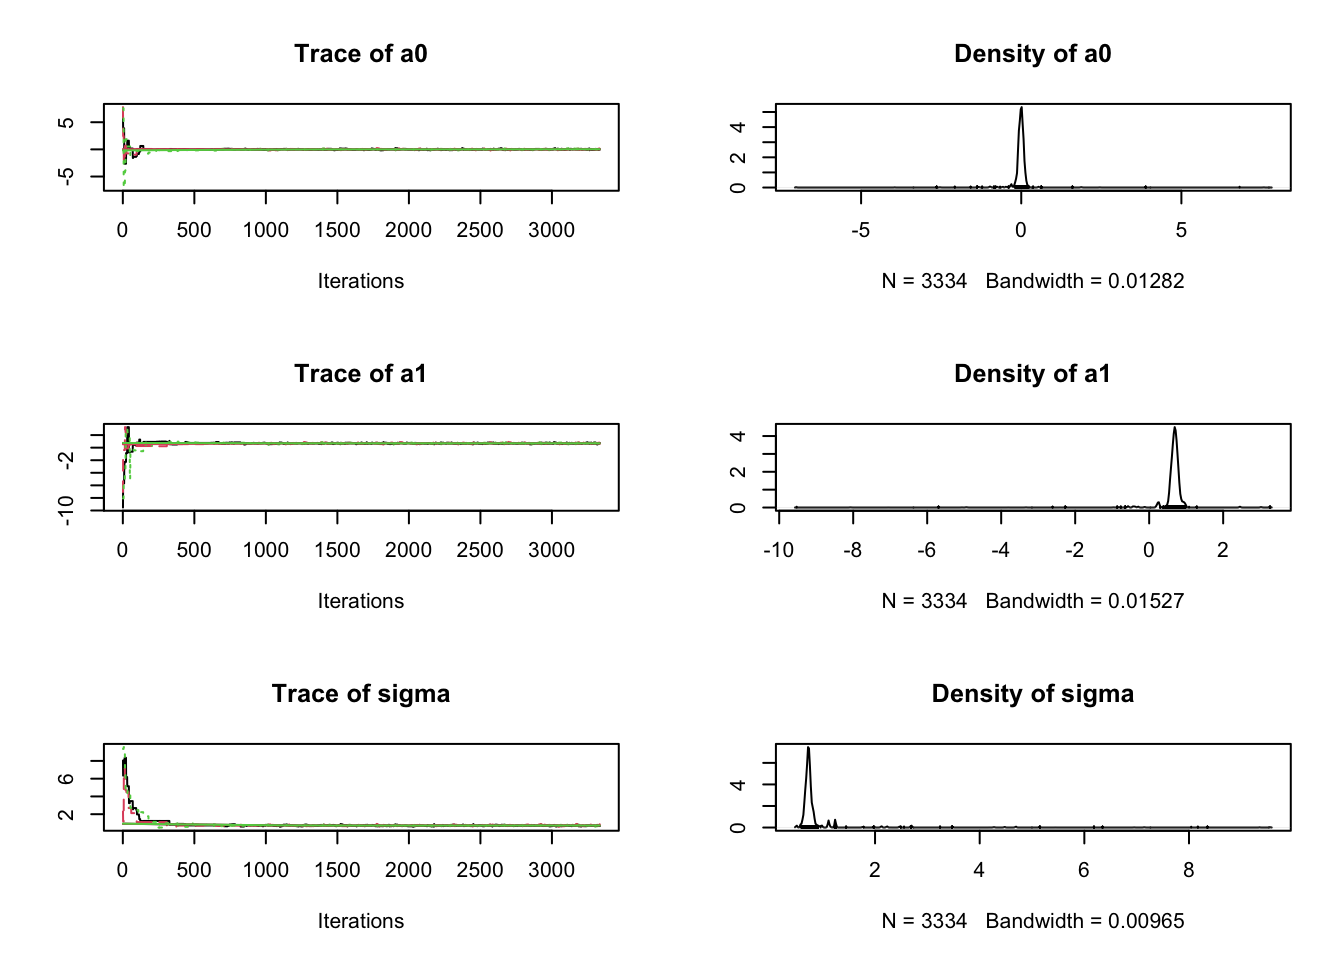 Trace of a0
5
-5
0 500 1000 1500 2000 2500 3000
Iterations
Density of a0
4
2
0
-5 0 5
N = 3334 Bandwidth = 0.01282
Trace of a1
-2
-10
0 500 1000 1500 2000 2500 3000
Iterations
Density of a1
4
2
0
-10 -8 -6 -4 -2 0 2
N = 3334 Bandwidth = 0.01527
Trace of sigma
6
2
0 500 1000 1500 2000 2500 3000
Iterations
Density of sigma
4
0
2 4 6 8
N = 3334 Bandwidth = 0.00965